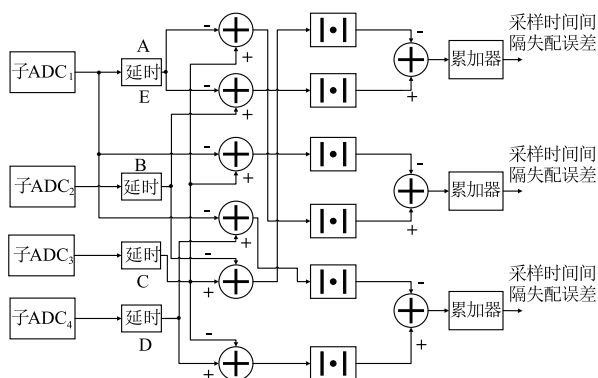 采样时间间
隔失配误差
A
子ADC₁
延时
E
累加器
-
+
-
+
|•|
|•|
-
+
采样时间间
隔失配误差
B
子ADC₂
延时
累加器
-
+
-
+
|•|
|•|
-
+
采样时间间
隔失配误差
子ADC₃
延时
C
累加器
-
+
|•|
-
+
子ADC₄
延时
D
-
+
|•|